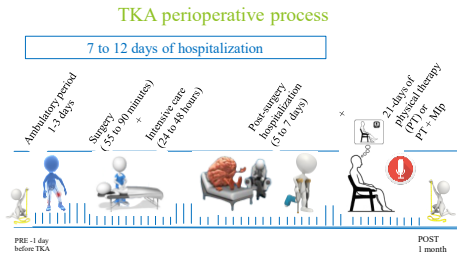 TKA perioperative process
7 to 12 days of hospitalization
Ambulatory period
1-3 days
Surgery
( 55 to 90 minutes)
+
Intensive care
(24 to 48 hours)
Post-surgery
hospitalization
(5 to 7 days)
+
21-days of
physical therapy
(PT) or
PT + MIp
PRE -1 day
before TKA
POST
1 month